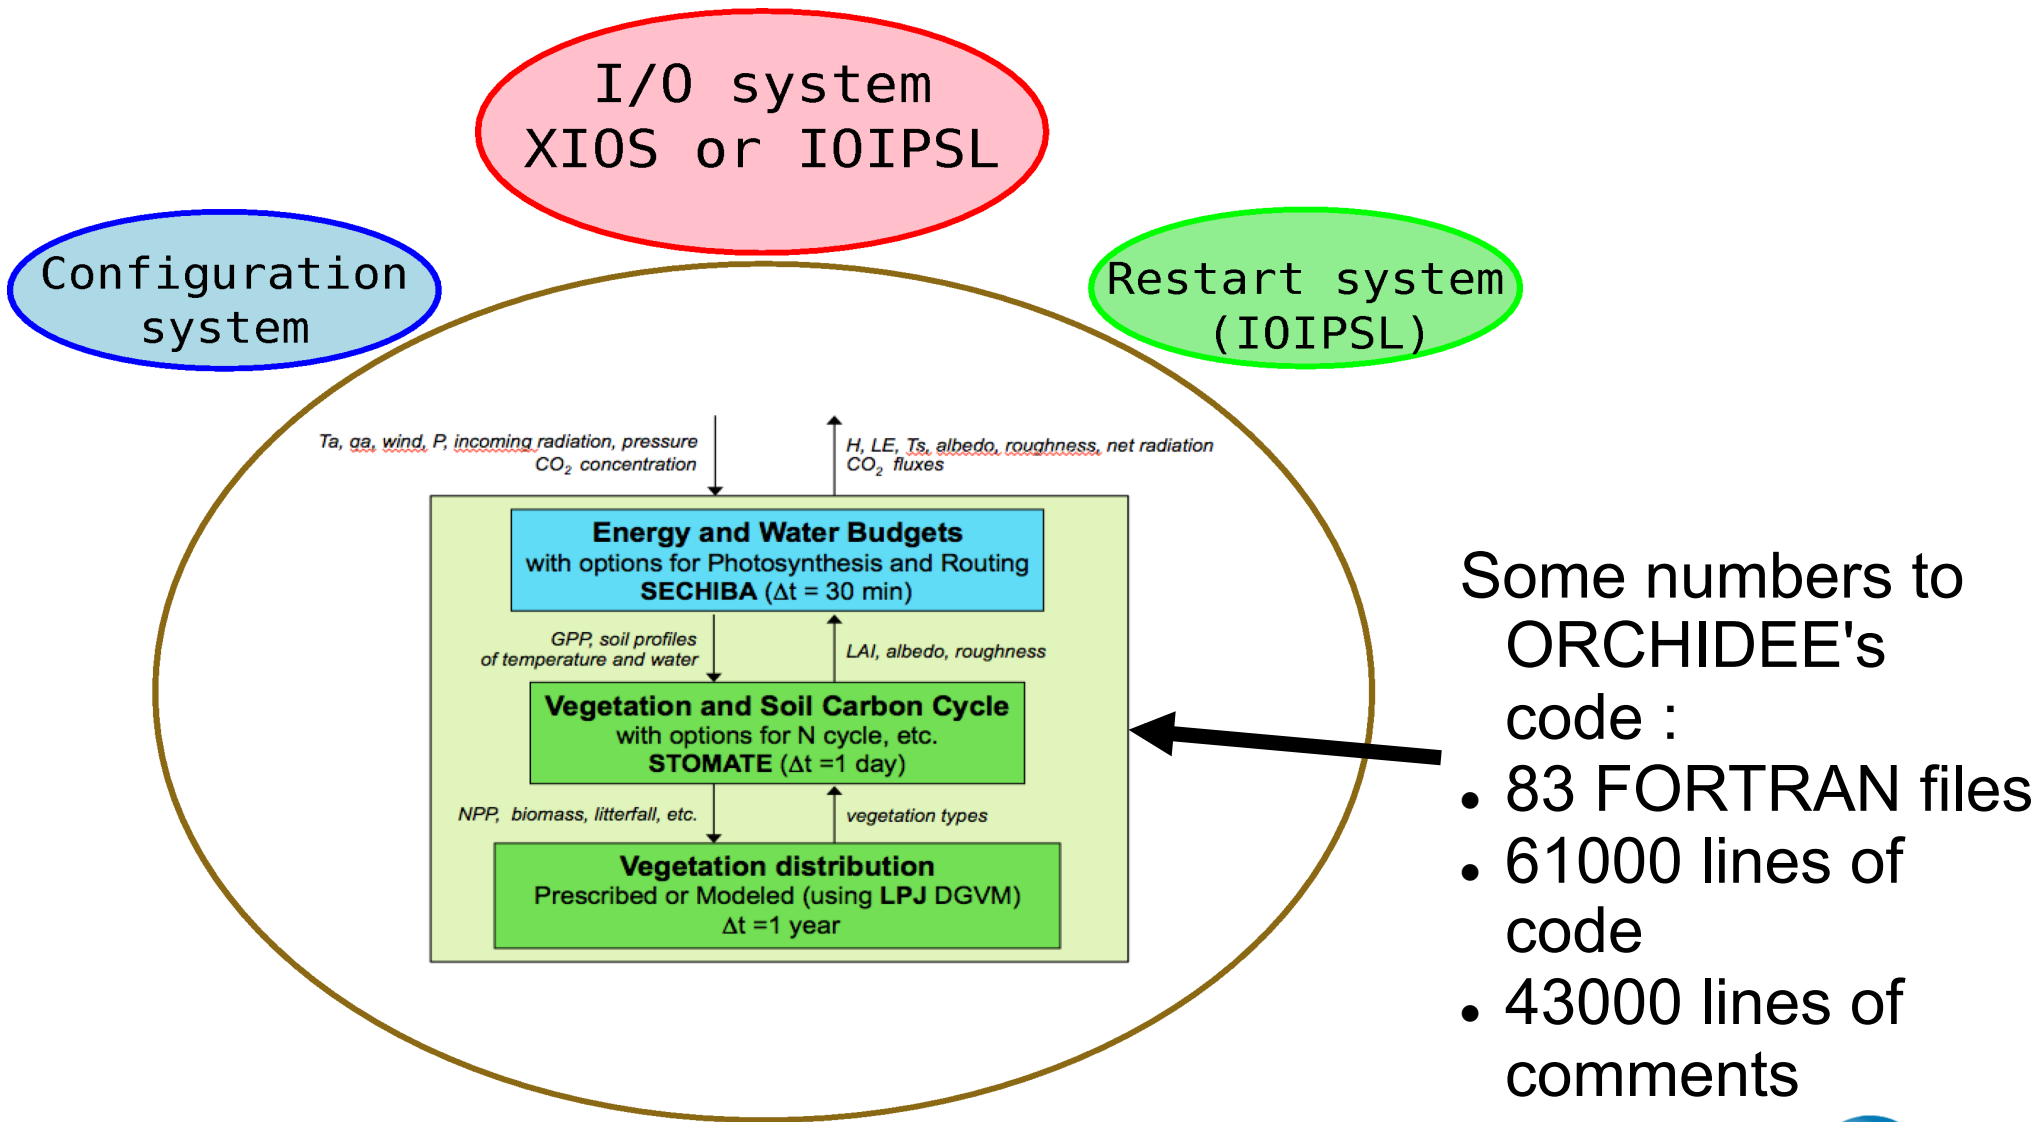 I/O system
XIOS or IOIPSL
Configuration
system
Restart system
(IOIPSL)
Ta, qa, wind, P, incoming radiation, pressure
CO2 concentration
H, LE, Ts, albedo, roughness, net radiation
CO2 fluxes
Energy and Water Budgets
with options for Photosynthesis and Routing
SECHIBA (Δt = 30 min)
GPP, soil profiles
of temperature and water
LAI, albedo, roughness
Vegetation and Soil Carbon Cycle
with options for N cycle, etc.
STOMATE (Δt =1 day)
NPP, biomass, litterfall, etc.
vegetation types
Vegetation distribution
Prescribed or Modeled (using LPJ DGVM)
Δt =1 year
Some numbers to
ORCHIDEE's
code :
• 83 FORTRAN files
• 61000 lines of
code
• 43000 lines of
comments